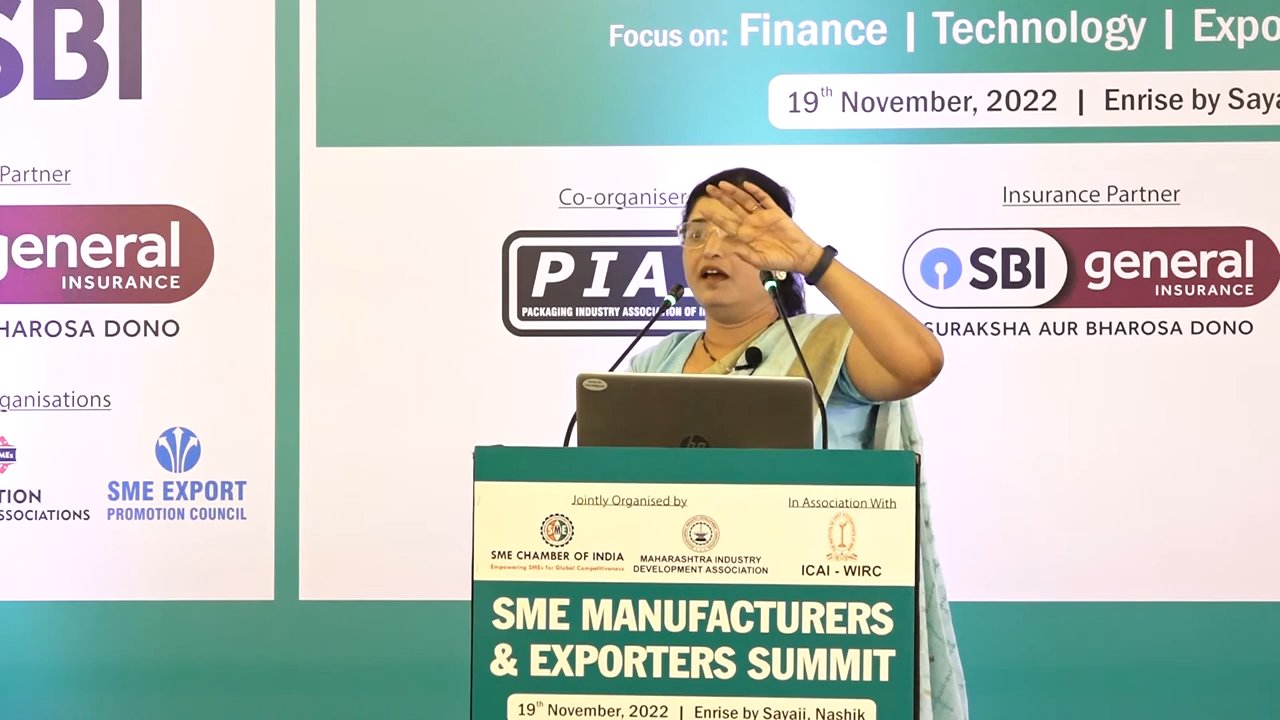 SBI
Focus on: Finance | Technology | Expo
19th November, 2022 | Enrise by Saya
Partner
general
INSURANCE
HAROSA DONO
ganisations
MEs
TION
SSOCIATIONS
SME EXPORT
PROMOTION COUNCIL
Co-organiser
PIA
PACKAGING INDUSTRY ASSOCIATION OF I
Insurance Partner
SBI general
INSURANCE
SURAKSHA AUR BHAROSA DONO
hp
Jointly Organised by
In Association With
SME
SME CHAMBER OF INDIA
Empowering SMEs for Global Competitiveness
MAHARASHTRA INDUSTRY
DEVELOPMENT ASSOCIATION
ICAI - WIRC
SME MANUFACTURERS
& EXPORTERS SUMMIT
19th November, 2022 | Enrise by Sayaji, Nashik